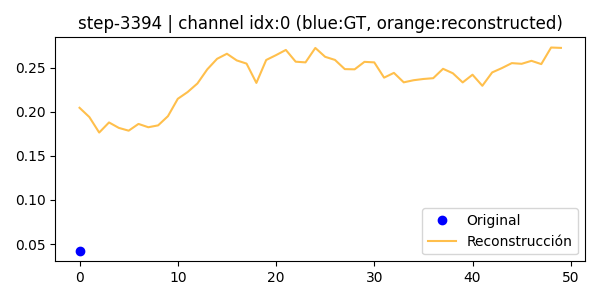 step-3394 | channel idx:0 (blue:GT, orange:reconstructed)
0.25
0.20
0.15
0.10
0.05
Original
Reconstrucción
0 10 20 30 40 50